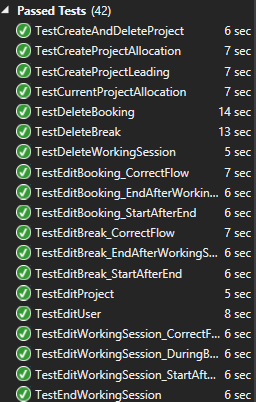 Passed Tests (42)
TestCreateAndDeleteProject 6 sec
TestCreateProjectAllocation 7 sec
TestCreateProjectLeading 7 sec
TestCurrentProjectAllocation 7 sec
TestDeleteBooking 14 sec
TestDeleteBreak 13 sec
TestDeleteWorkingSession 5 sec
TestEditBooking_CorrectFlow 7 sec
TestEditBooking_EndAfterWorkin... 6 sec
TestEditBooking_StartAfterEnd 6 sec
TestEditBreak_CorrectFlow 7 sec
TestEditBreak_EndAfterWorkingS... 6 sec
TestEditBreak_StartAfterEnd 6 sec
TestEditProject 5 sec
TestEditUser 8 sec
TestEditWorkingSession_CorrectF... 6 sec
TestEditWorkingSession_DuringB... 6 sec
TestEditWorkingSession_StartAft... 6 sec
TestEndWorkingSession 6 sec